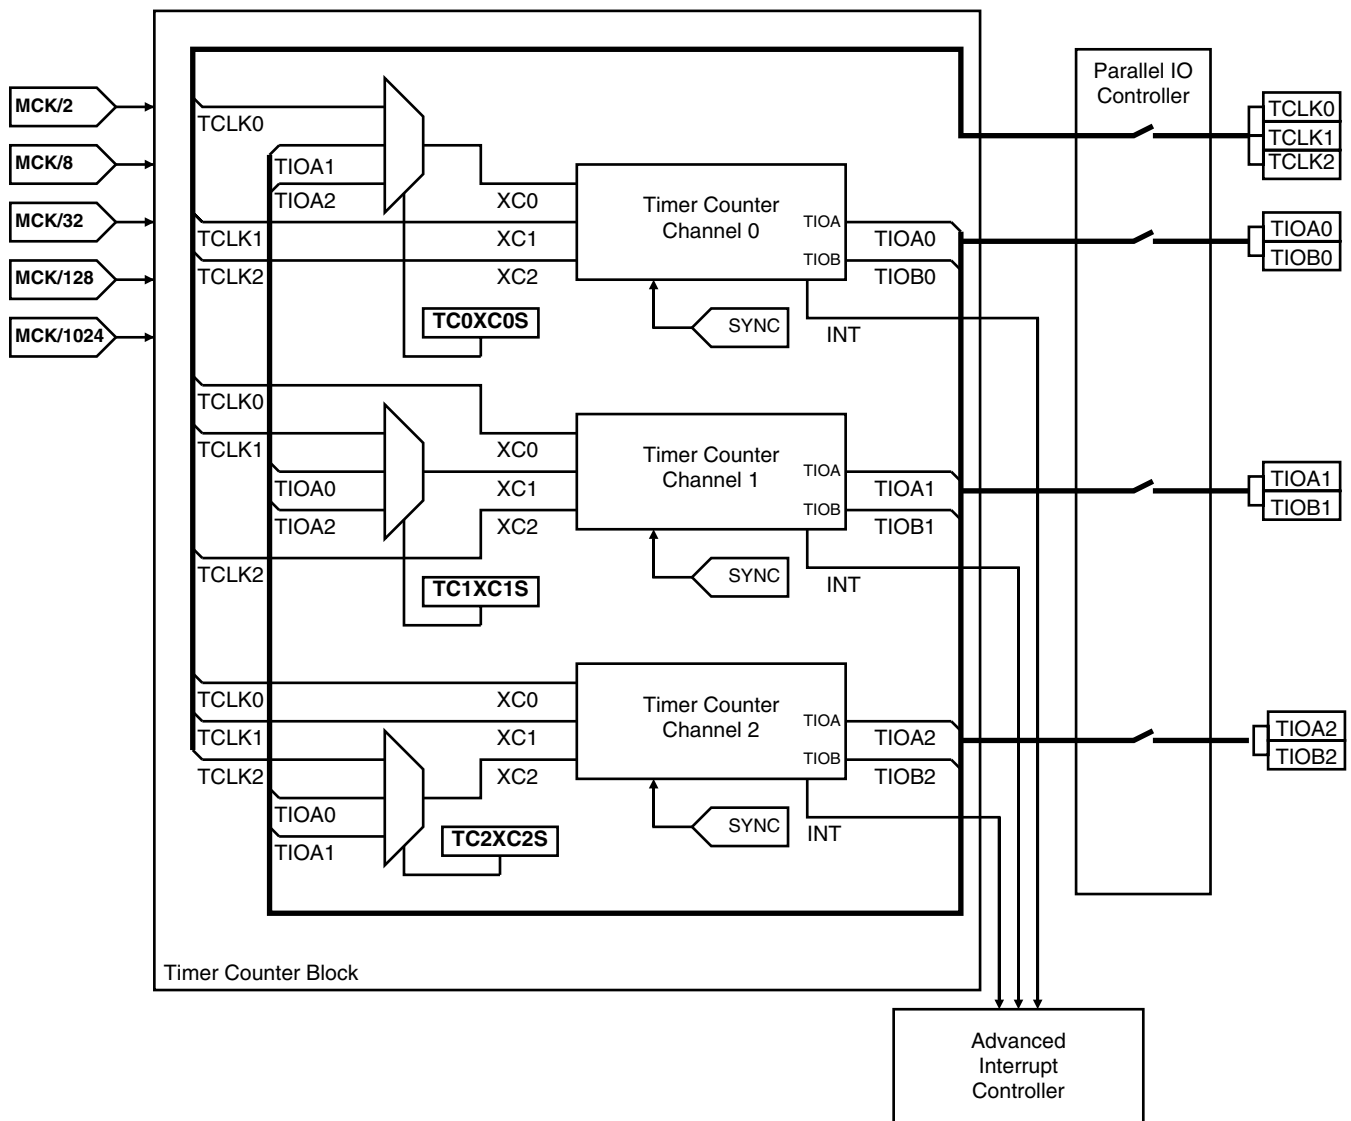 Parallel IO
Controller
MCK/2
MCK/8
MCK/32
MCK/128
MCK/1024
TCLK0
TIOA1
TIOA2
TCLK1
TCLK2
XC0
XC1
XC2
Timer Counter
Channel 0
TIOA
TIOB
TIOA0
TIOB0
TC0XC0S
SYNC
INT
TCLK0
TCLK1
TIOA0
TIOA2
TCLK2
XC0
XC1
XC2
Timer Counter
Channel 1
TIOA
TIOB
TIOA1
TIOB1
TC1XC1S
SYNC
INT
TCLK0
TCLK1
TCLK2
TIOA0
TIOA1
XC0
XC1
XC2
Timer Counter
Channel 2
TIOA
TIOB
TIOA2
TIOB2
TC2XC2S
SYNC
INT
TCLK0
TCLK1
TCLK2
TIOA0
TIOB0
TIOA1
TIOB1
TIOA2
TIOB2
Timer Counter Block
Advanced
Interrupt
Controller